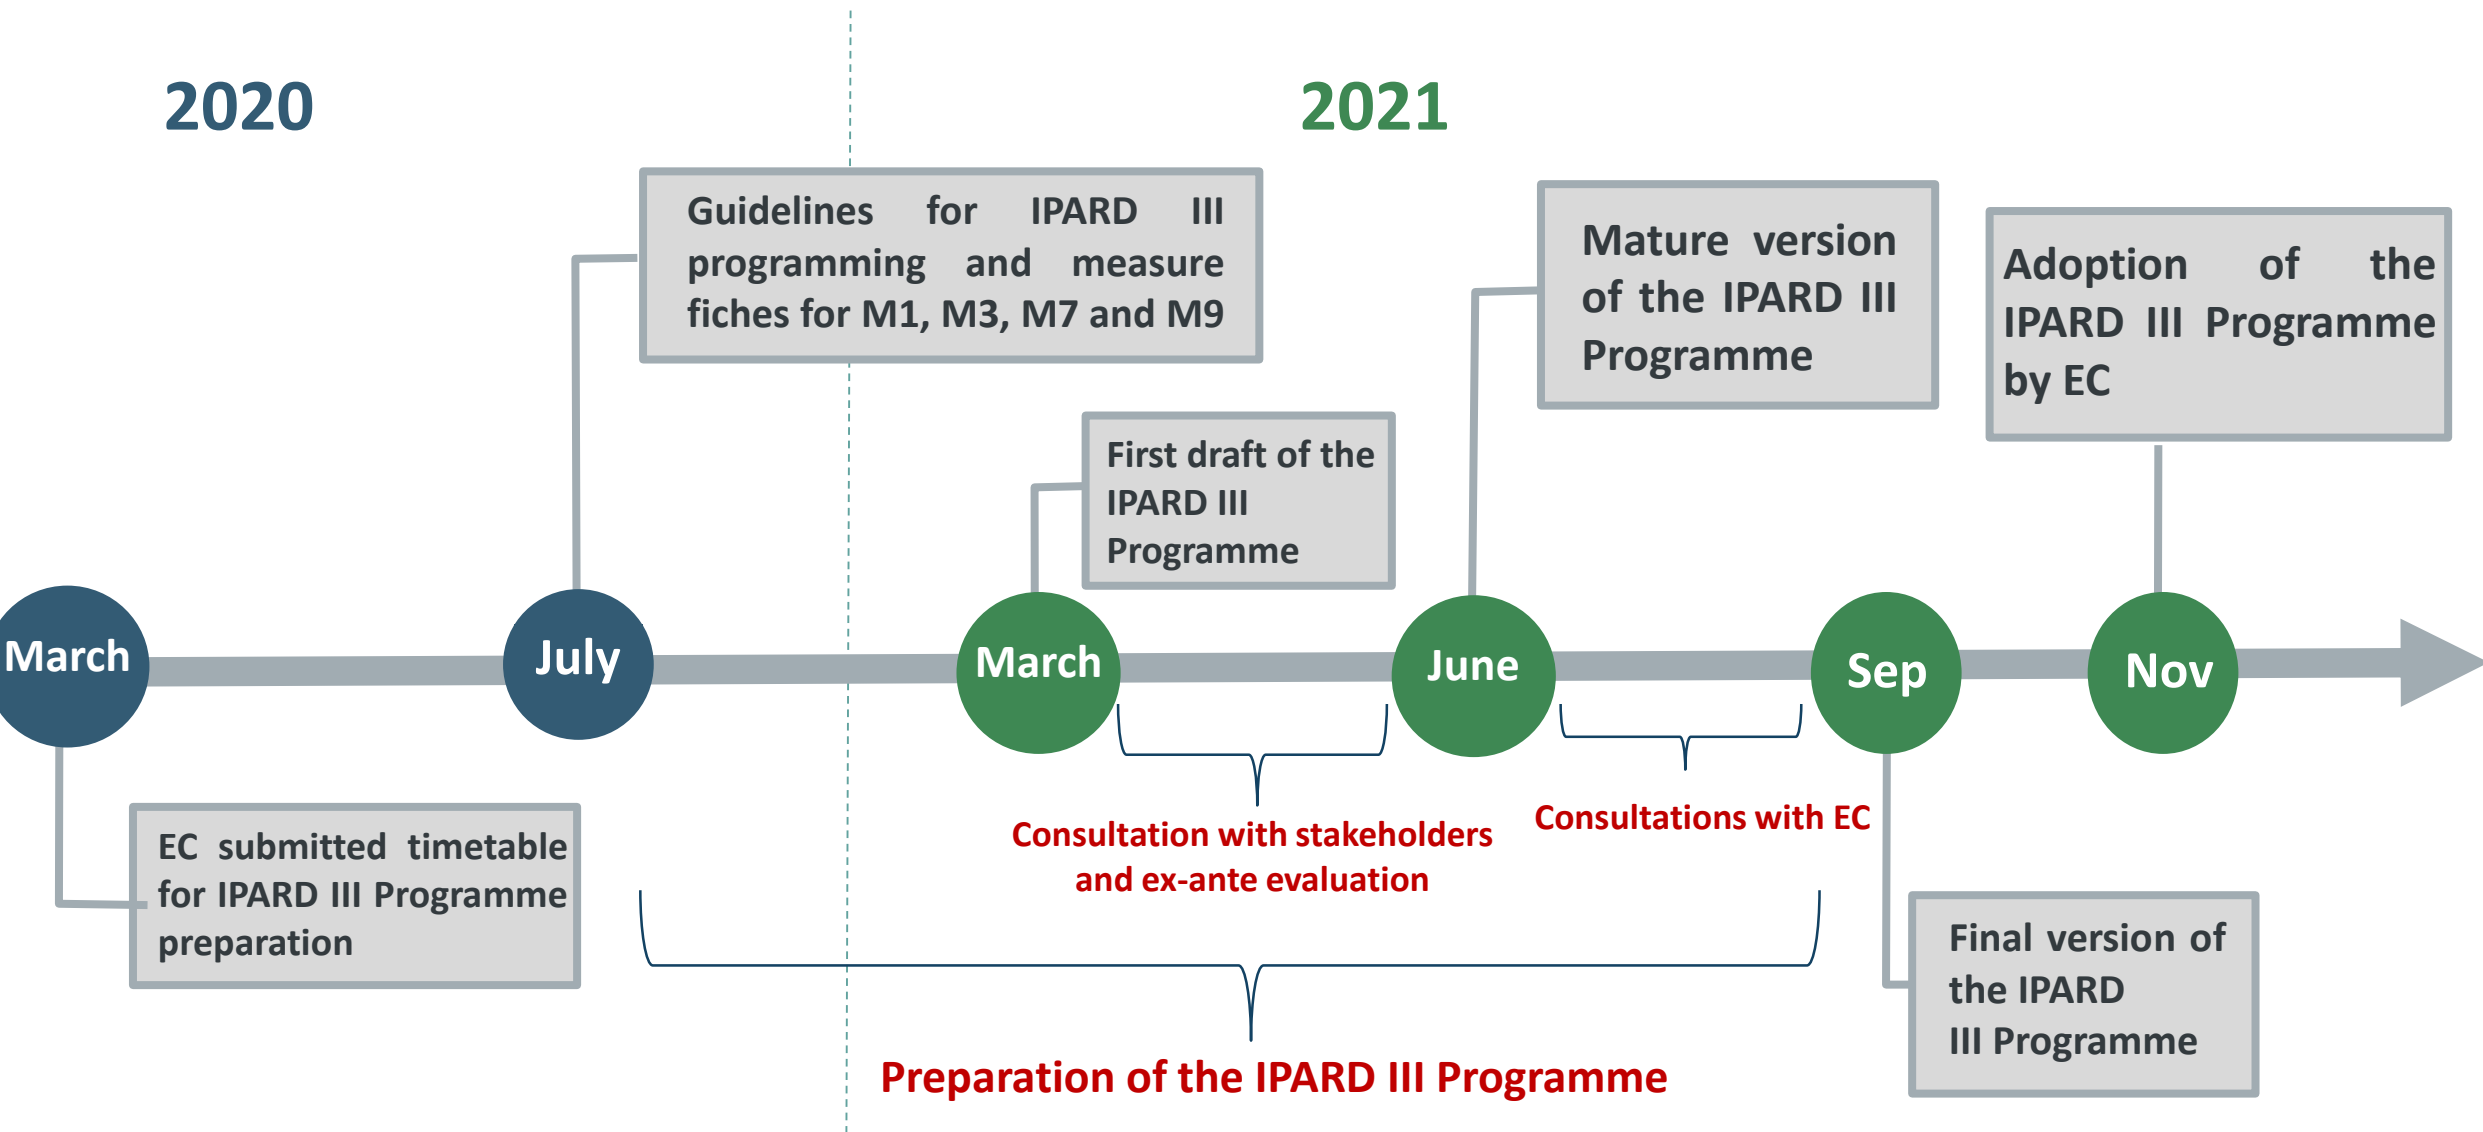 2020
2021
Guidelines for IPARD III
programming and measure
fiches for M1, M3, M7 and M9
Mature version
of the IPARD III
Programme
Adoption of the
IPARD III Programme
by EC
First draft of the
IPARD III
Programme
March
July
March
June
Sep
Nov
EC submitted timetable
for IPARD III Programme
preparation
Consultation with stakeholders
and ex-ante evaluation
Consultations with EC
Final version of
the IPARD
III Programme
Preparation of the IPARD III Programme